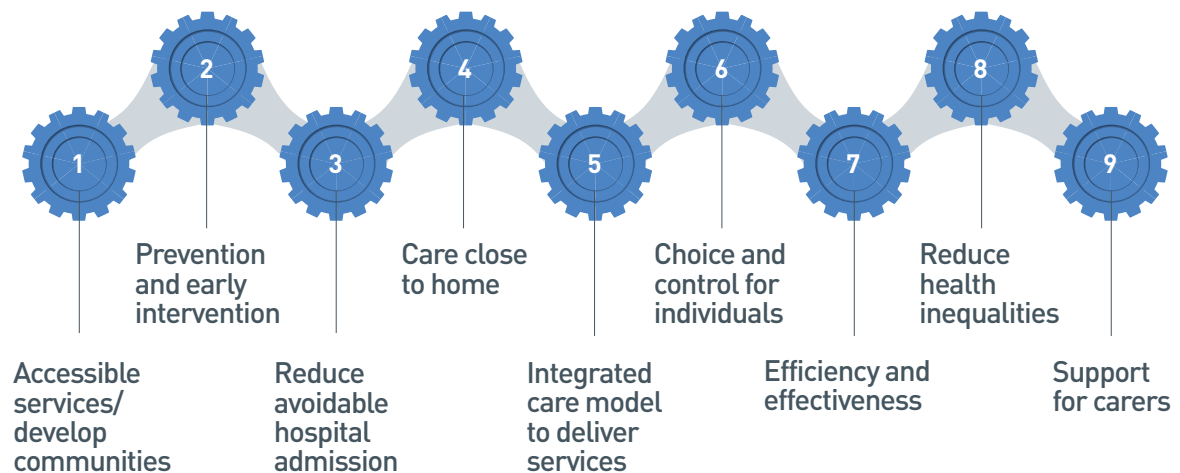 1
Accessible
services/
develop
communities
2
Prevention
and early
intervention
3
Reduce
avoidable
hospital
admission
4
Care close
to home
5
Integrated
care model
to deliver
services
6
Choice and
control for
individuals
7
Efficiency and
effectiveness
8
Reduce
health
inequalities
9
Support
for carers